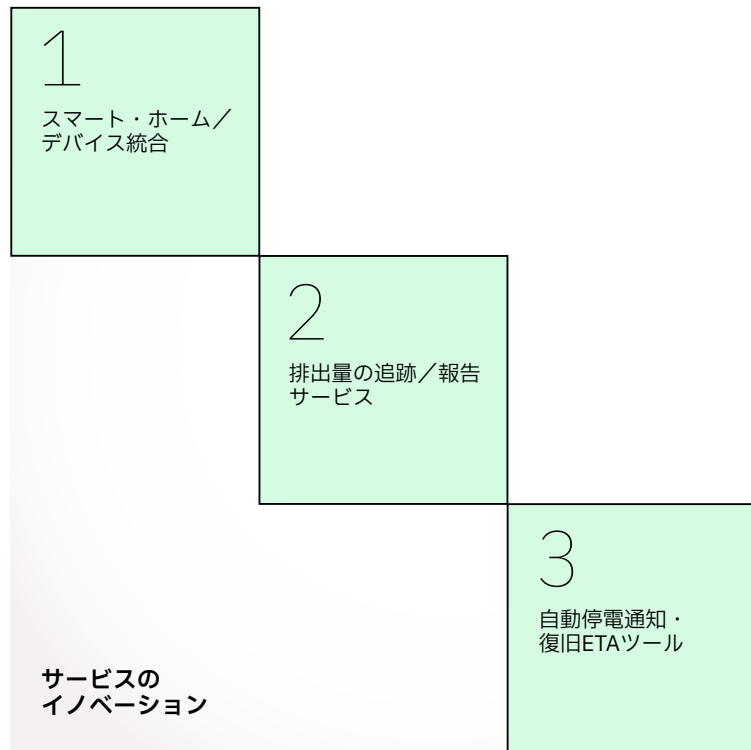 1
スマート・ホーム／
デバイス統合
2
排出量の追跡／報告
サービス
3
自動停電通知・
復旧ETAツール
サービスの
イノベーション